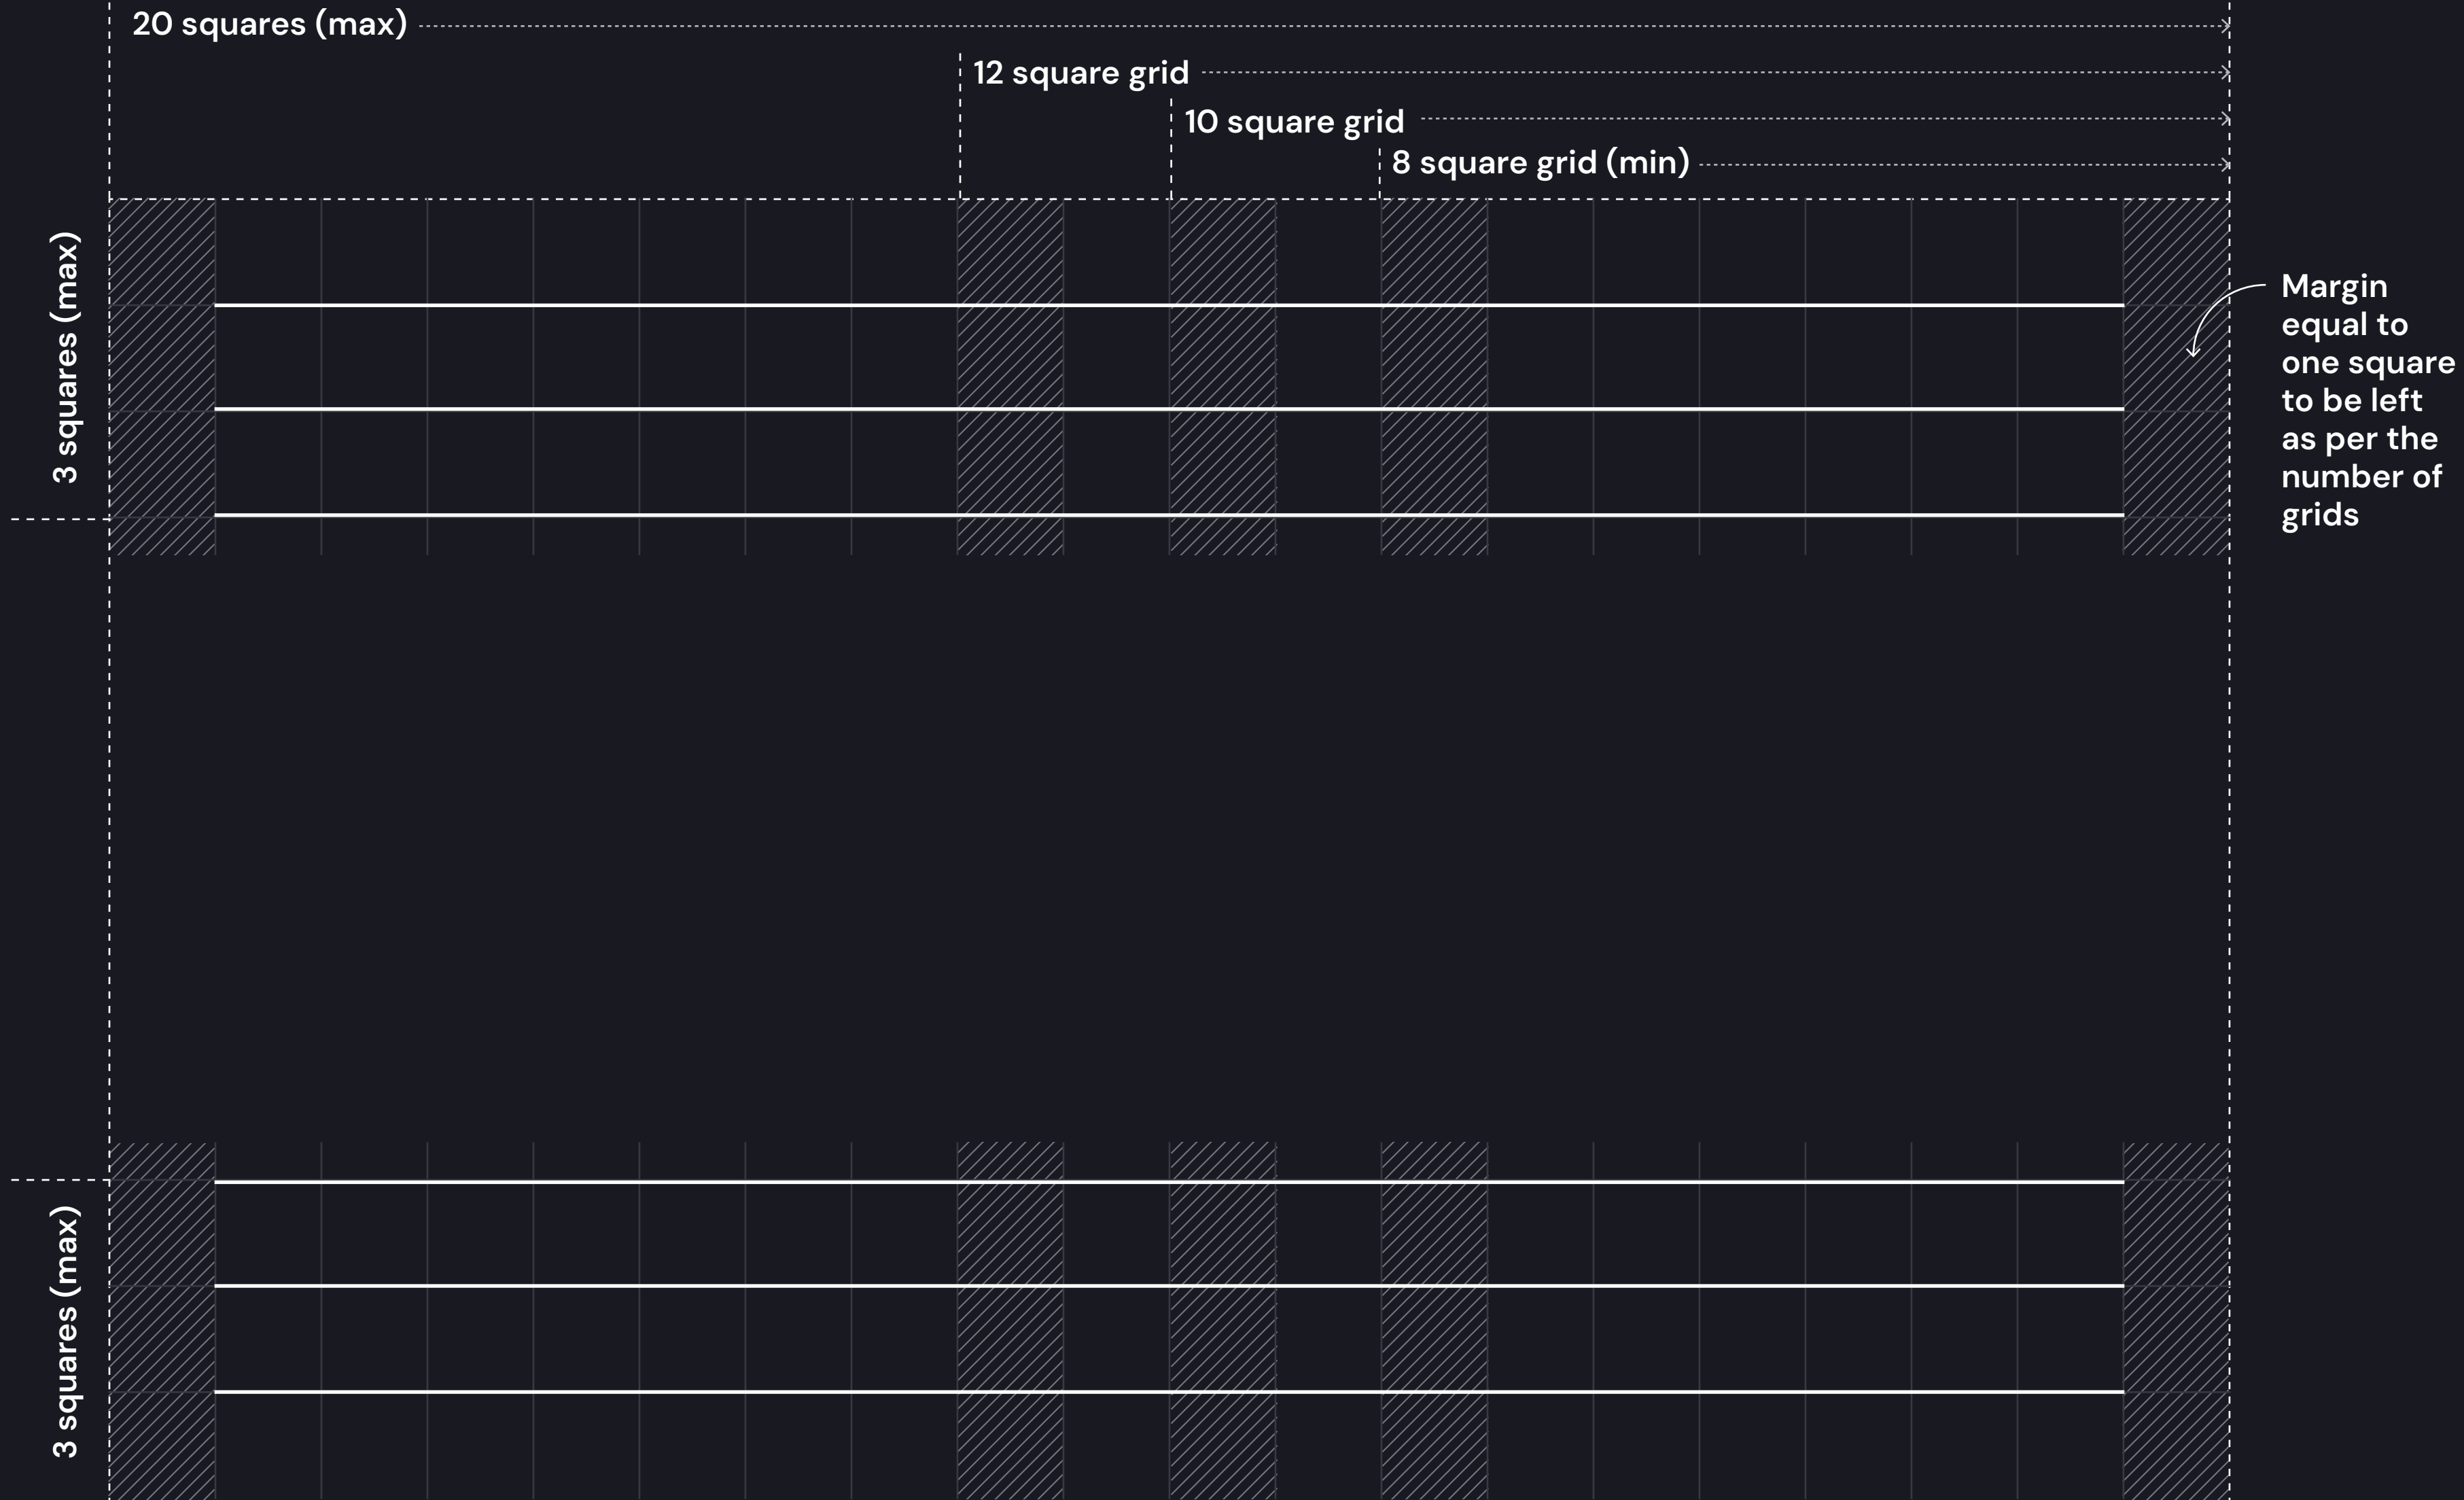 20 squares (max)
12 square grid
10 square grid
8 square grid (min)
3 squares (max)
Margin
equal to
one square
to be left
as per the
number of
grids
3 squares (max)